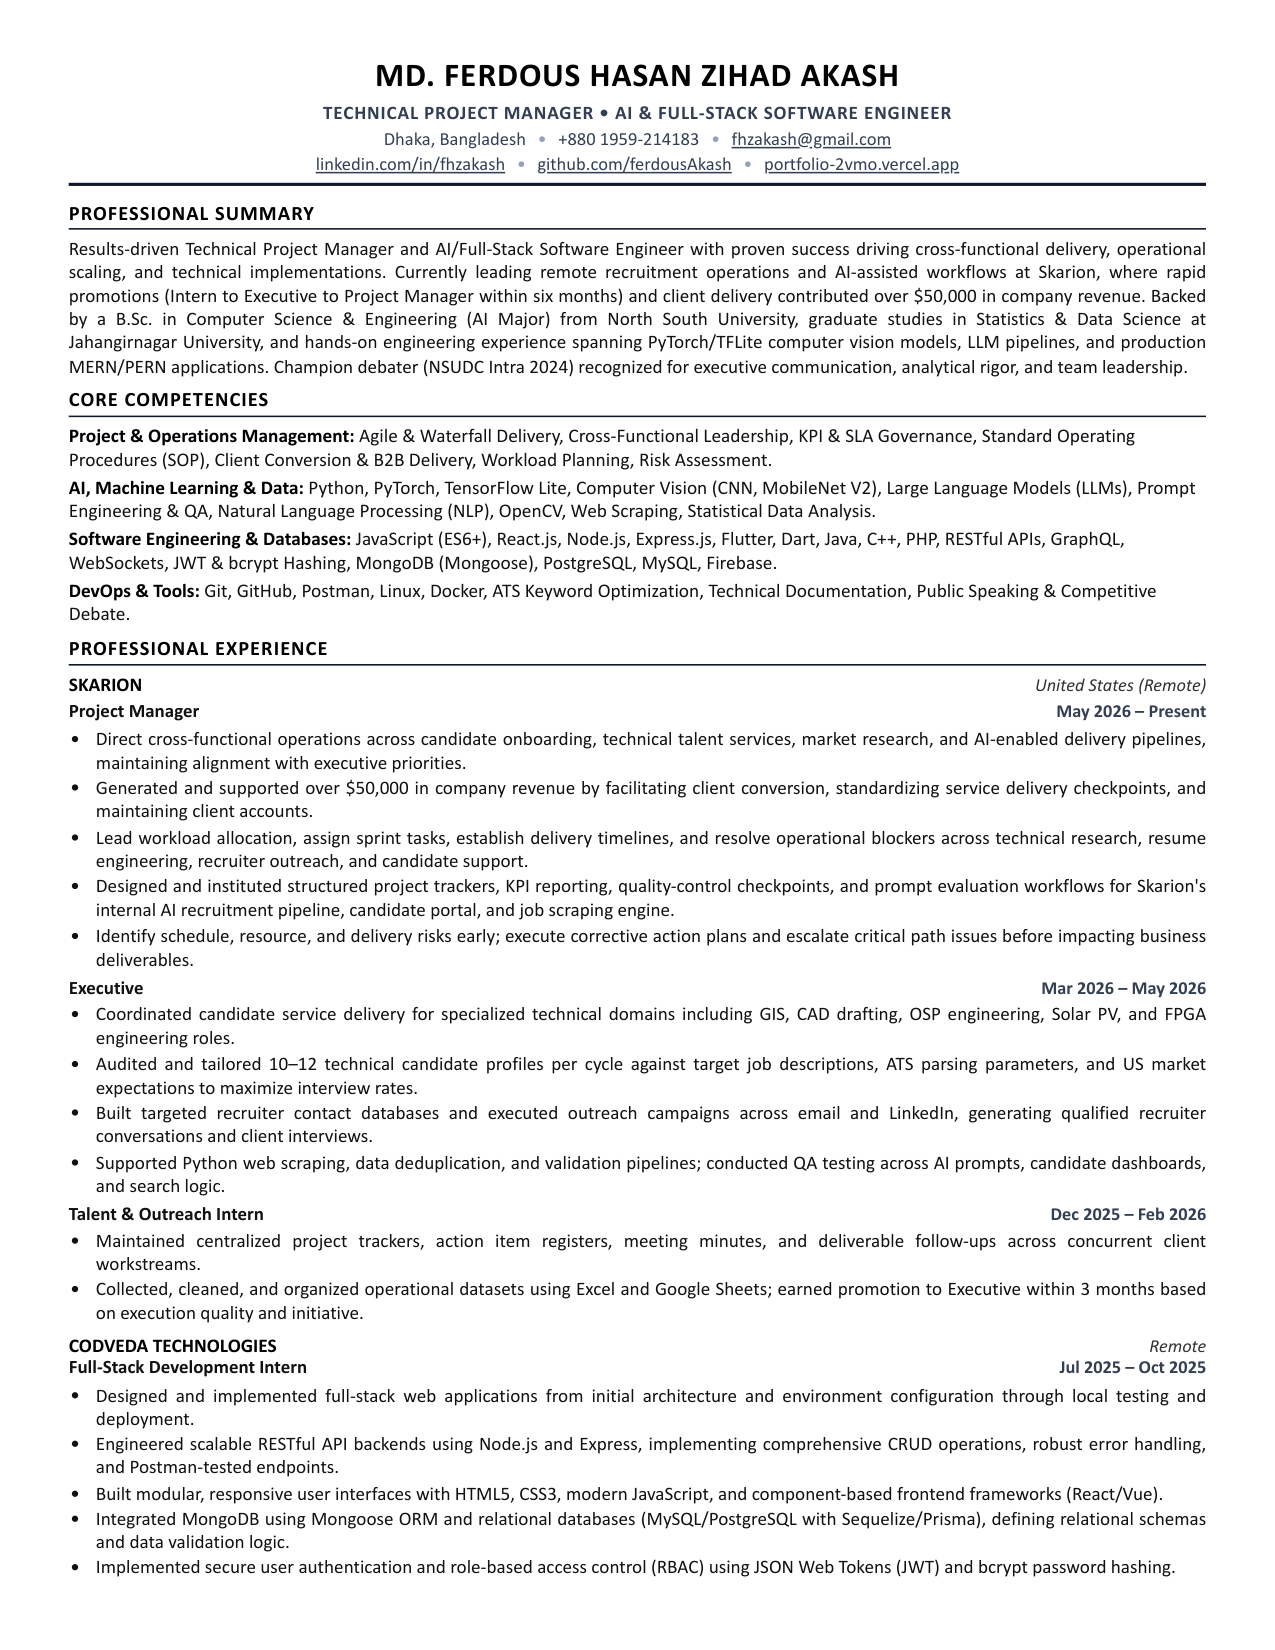 MD. FERDOUS HASAN ZIHAD AKASH
TECHNICAL PROJECT MANAGER • AI & FULL-STACK SOFTWARE ENGINEER
Dhaka, Bangladesh • +880 1959-214183 • fhzakash@gmail.com
linkedin.com/in/fhzakash • github.com/ferdousAkash • portfolio-2vmo.vercel.app
PROFESSIONAL SUMMARY
Results-driven Technical Project Manager and AI/Full-Stack Software Engineer with proven success driving cross-functional delivery, operational
scaling, and technical implementations. Currently leading remote recruitment operations and AI-assisted workflows at Skarion, where rapid
promotions (Intern to Executive to Project Manager within six months) and client delivery contributed over $50,000 in company revenue. Backed
by a B.Sc. in Computer Science & Engineering (AI Major) from North South University, graduate studies in Statistics & Data Science at
Jahangirnagar University, and hands-on engineering experience spanning PyTorch/TFLite computer vision models, LLM pipelines, and production
MERN/PERN applications. Champion debater (NSUDC Intra 2024) recognized for executive communication, analytical rigor, and team leadership.
CORE COMPETENCIES
Project & Operations Management: Agile & Waterfall Delivery, Cross-Functional Leadership, KPI & SLA Governance, Standard Operating
Procedures (SOP), Client Conversion & B2B Delivery, Workload Planning, Risk Assessment.
AI, Machine Learning & Data: Python, PyTorch, TensorFlow Lite, Computer Vision (CNN, MobileNet V2), Large Language Models (LLMs), Prompt
Engineering & QA, Natural Language Processing (NLP), OpenCV, Web Scraping, Statistical Data Analysis.
Software Engineering & Databases: JavaScript (ES6+), React.js, Node.js, Express.js, Flutter, Dart, Java, C++, PHP, RESTful APIs, GraphQL,
WebSockets, JWT & bcrypt Hashing, MongoDB (Mongoose), PostgreSQL, MySQL, Firebase.
DevOps & Tools: Git, GitHub, Postman, Linux, Docker, ATS Keyword Optimization, Technical Documentation, Public Speaking & Competitive
Debate.
PROFESSIONAL EXPERIENCE
SKARION United States (Remote)
Project Manager May 2026 – Present
• Direct cross-functional operations across candidate onboarding, technical talent services, market research, and AI-enabled delivery pipelines,
maintaining alignment with executive priorities.
• Generated and supported over $50,000 in company revenue by facilitating client conversion, standardizing service delivery checkpoints, and
maintaining client accounts.
• Lead workload allocation, assign sprint tasks, establish delivery timelines, and resolve operational blockers across technical research, resume
engineering, recruiter outreach, and candidate support.
• Designed and instituted structured project trackers, KPI reporting, quality-control checkpoints, and prompt evaluation workflows for Skarion's
internal AI recruitment pipeline, candidate portal, and job scraping engine.
• Identify schedule, resource, and delivery risks early; execute corrective action plans and escalate critical path issues before impacting business
deliverables.
Executive Mar 2026 – May 2026
• Coordinated candidate service delivery for specialized technical domains including GIS, CAD drafting, OSP engineering, Solar PV, and FPGA
engineering roles.
• Audited and tailored 10–12 technical candidate profiles per cycle against target job descriptions, ATS parsing parameters, and US market
expectations to maximize interview rates.
• Built targeted recruiter contact databases and executed outreach campaigns across email and LinkedIn, generating qualified recruiter
conversations and client interviews.
• Supported Python web scraping, data deduplication, and validation pipelines; conducted QA testing across AI prompts, candidate dashboards,
and search logic.
Talent & Outreach Intern Dec 2025 – Feb 2026
• Maintained centralized project trackers, action item registers, meeting minutes, and deliverable follow-ups across concurrent client
workstreams.
• Collected, cleaned, and organized operational datasets using Excel and Google Sheets; earned promotion to Executive within 3 months based
on execution quality and initiative.
CODVEDA TECHNOLOGIES Remote
Full-Stack Development Intern Jul 2025 – Oct 2025
• Designed and implemented full-stack web applications from initial architecture and environment configuration through local testing and
deployment.
• Engineered scalable RESTful API backends using Node.js and Express, implementing comprehensive CRUD operations, robust error handling,
and Postman-tested endpoints.
• Built modular, responsive user interfaces with HTML5, CSS3, modern JavaScript, and component-based frontend frameworks (React/Vue).
• Integrated MongoDB using Mongoose ORM and relational databases (MySQL/PostgreSQL with Sequelize/Prisma), defining relational schemas
and data validation logic.
• Implemented secure user authentication and role-based access control (RBAC) using JSON Web Tokens (JWT) and bcrypt password hashing.